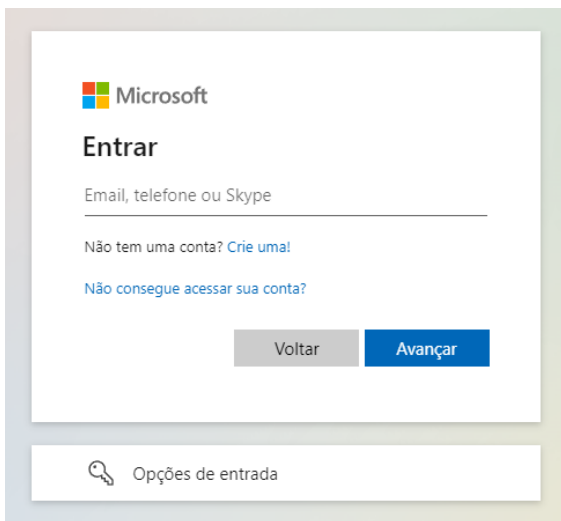 Microsoft
Entrar
Email, telefone ou Skype
Não tem uma conta? Crie uma!
Não consegue acessar sua conta?
Voltar Avançar
Opções de entrada